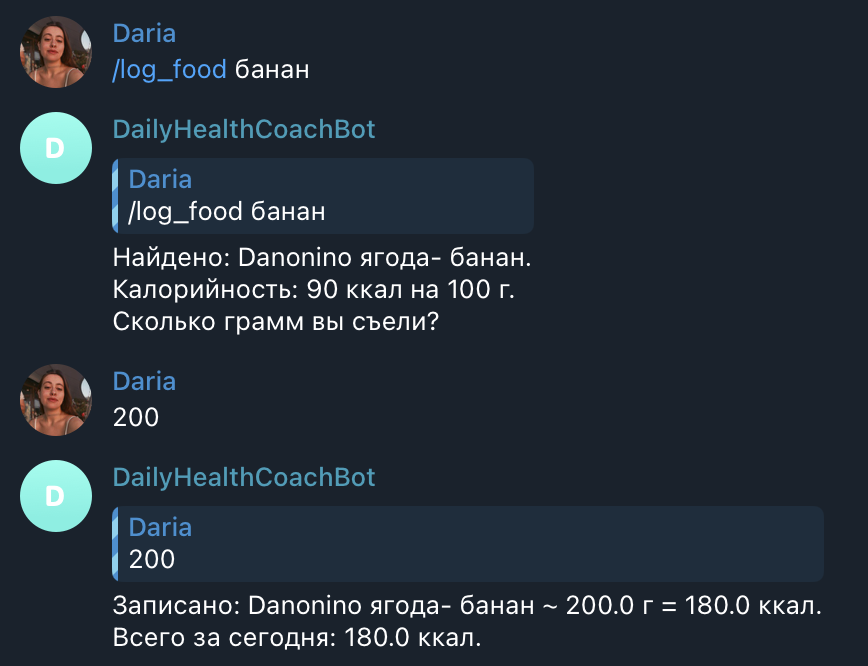 Daria
/log_food банан
D
DailyHealthCoachBot
Daria
/log_food банан
Найдено: Danonino ягода- банан.
Калорийность: 90 ккал на 100 г.
Сколько грамм вы съели?
Daria
200
D
DailyHealthCoachBot
Daria
200
Записано: Danonino ягода- банан ~ 200.0 г = 180.0 ккал.
Всего за сегодня: 180.0 ккал.